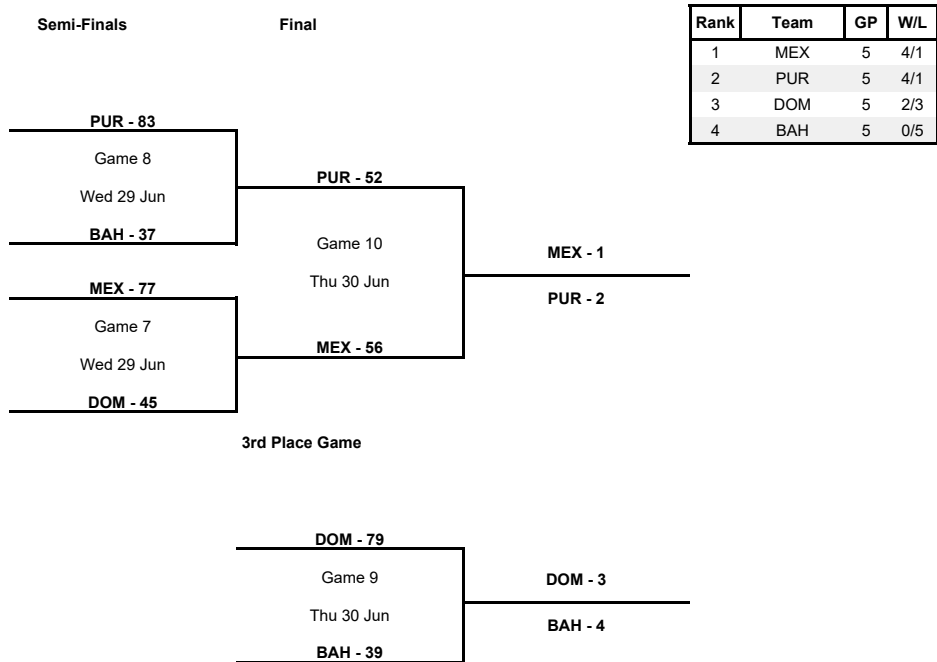 Semi-Finals Final
Rank Team GP W/L
1 MEX 5 4/1
2 PUR 5 4/1
3 DOM 5 2/3
4 BAH 5 0/5
PUR - 83
Game 8
Wed 29 Jun
BAH - 37
MEX - 77
Game 7
Wed 29 Jun
DOM - 45
PUR - 52
Game 10
Thu 30 Jun
MEX - 56
MEX - 1
PUR - 2
3rd Place Game
DOM - 79
Game 9
Thu 30 Jun
BAH - 39
DOM - 3
BAH - 4